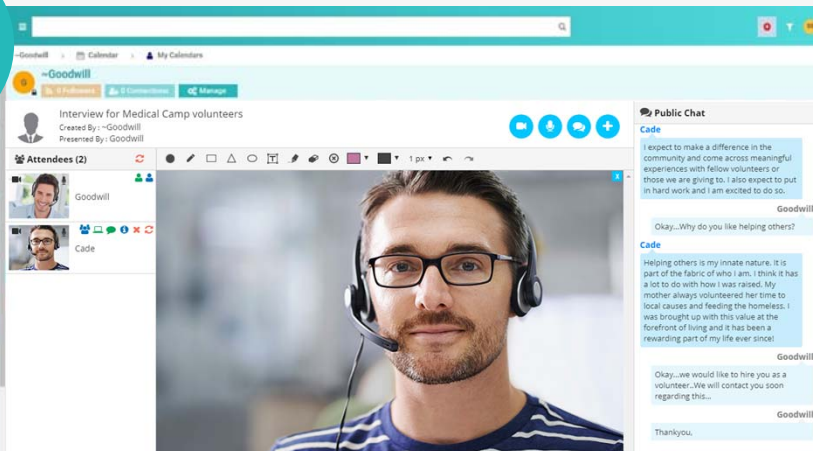 ~Goodwill > Calendar > My Calendars
G
~Goodwill
0 Followers 0 Connections Manage
Interview for Medical Camp volunteers
Created By : ~Goodwill
Presented By : Goodwill
Attendees (2)
T 1 px
x
Goodwill
Cade
Public Chat
Cade
I expect to make a difference in the
community and come across meaningful
experiences with fellow volunteers or
those we are giving to. I also expect to put
in hard work and I am excited to do so.
Goodwill
Okay...Why do you like helping others?
Cade
Helping others is my innate nature. It is
part of the fabric of who I am. I think it has
a lot to do with how I was raised. My
mother always volunteered her time to
local causes and feeding the homeless. I
was brought up with this value at the
forefront of living and it has been a
rewarding part of my life ever since!
Goodwill
Okay...we would like to hire you as a
volunteer..We will contact you soon
regarding this...
Goodwill
Thankyou,